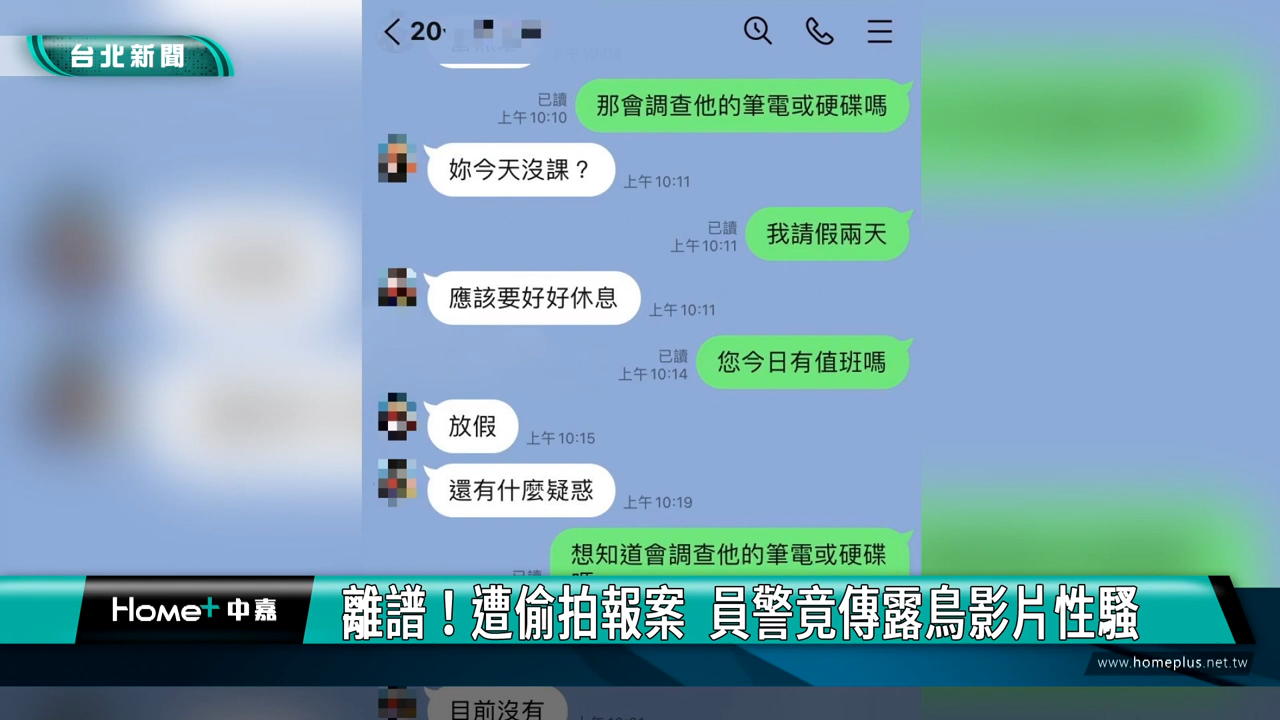 台北新聞
20
已讀
上午10:10
那會調查他的筆電或硬碟嗎
妳今天沒課？
上午10:11
已讀
上午10:11
我請假兩天
應該要好好休息
上午10:11
已讀
上午10:14
您今日有值班嗎
放假
上午10:15
還有什麼疑惑
上午10:19
想知道會調查他的筆電或硬碟
已讀
Home+中嘉
離譜！遭偷拍報案 員警竟傳露鳥影片性騷
www.homeplus.net.tw
目前沒有